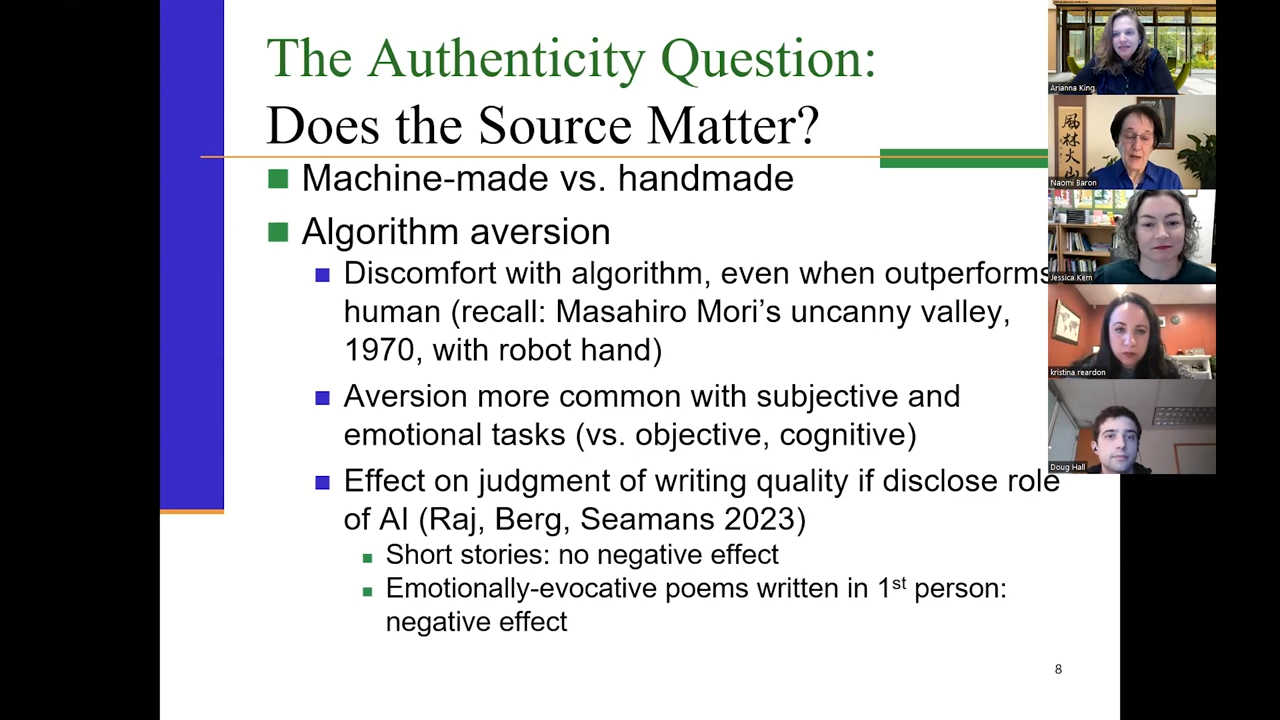 The Authenticity Question:
Does the Source Matter?
Machine-made vs. handmade
Algorithm aversion
Discomfort with algorithm, even when outperforms
human (recall: Masahiro Mori’s uncanny valley,
1970, with robot hand)
Aversion more common with subjective and
emotional tasks (vs. objective, cognitive)
Effect on judgment of writing quality if disclose role
of AI (Raj, Berg, Seamans 2023)
Short stories: no negative effect
Emotionally-evocative poems written in 1st person:
negative effect
8
Arianna King
風林火山
Naomi Baron
Jessica Kem
kristina reardon
Doug Hall